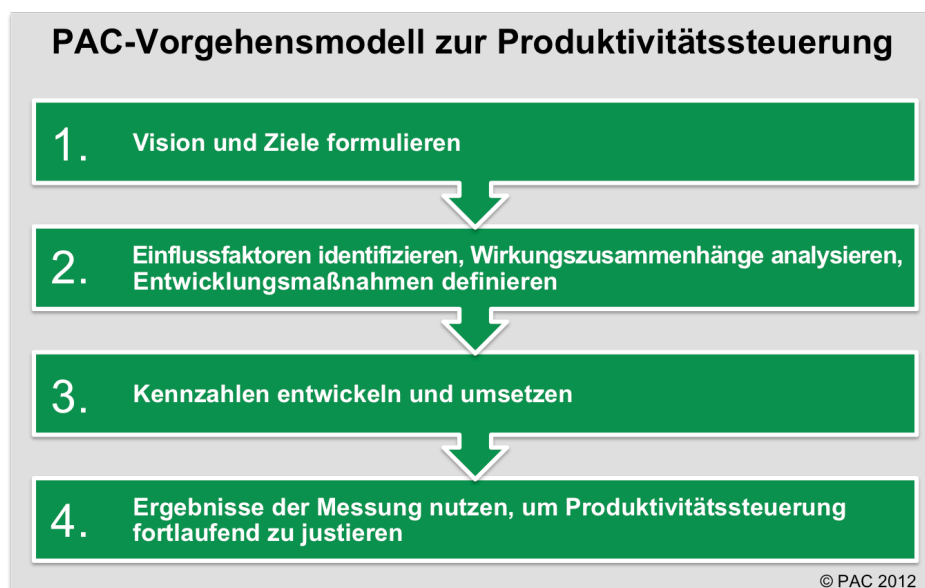 PAC-Vorgehensmodell zur Produktivitätssteuerung
1. Vision und Ziele formulieren
2. Einflussfaktoren identifizieren, Wirkungszusammenhänge analysieren,
Entwicklungsmaßnahmen definieren
3. Kennzahlen entwickeln und umsetzen
4. Ergebnisse der Messung nutzen, um Produktivitätssteuerung
fortlaufend zu justieren
© PAC 2012